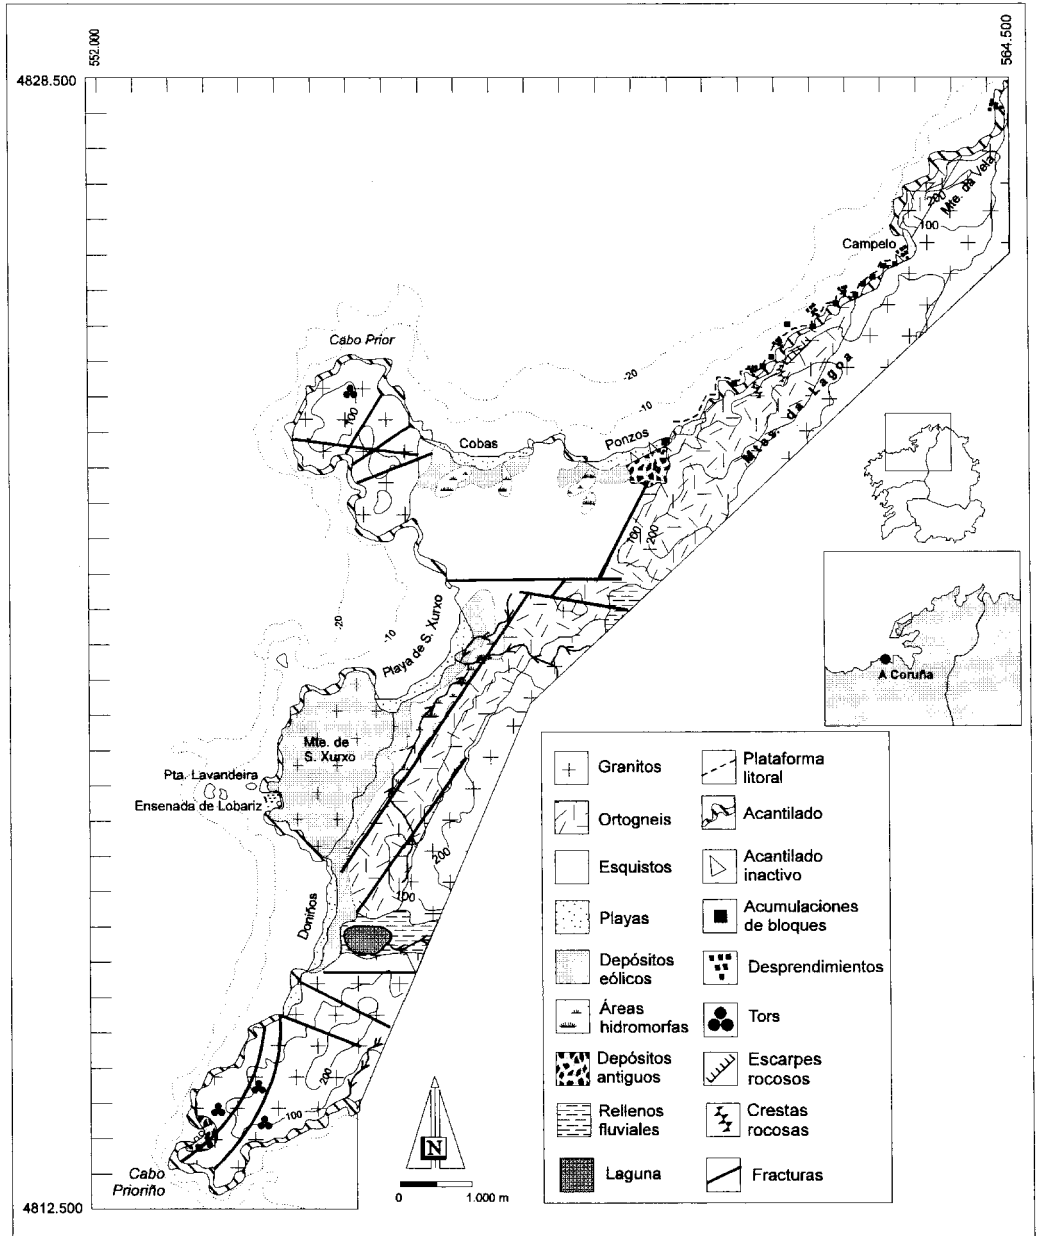 552.000
564.500
4828.500
Mte. da Vela
200
100
Campelo
Cabo Prior
100
-20
-10
Mtes. da Lagoa
Cobas
Ponzos
100
200
-20
-10
Playa de S. Xurxo
A Coruña
Mte. de
S. Xurxo
Pta. Lavandeira
Ensenada de Lobariz
200
100
Doniños
200
100
Cabo
Prioriño
4812.500
N
0
1.000 m
Granitos
Ortogneis
Esquistos
Playas
Depósitos
eólicos
Áreas
hidromorfas
Depósitos
antiguos
Rellenos
fluviales
Laguna
Plataforma
litoral
Acantilado
Acantilado
inactivo
Acumulaciones
de bloques
Desprendimientos
Tors
Escarpes
rocosos
Crestas
rocosas
Fracturas